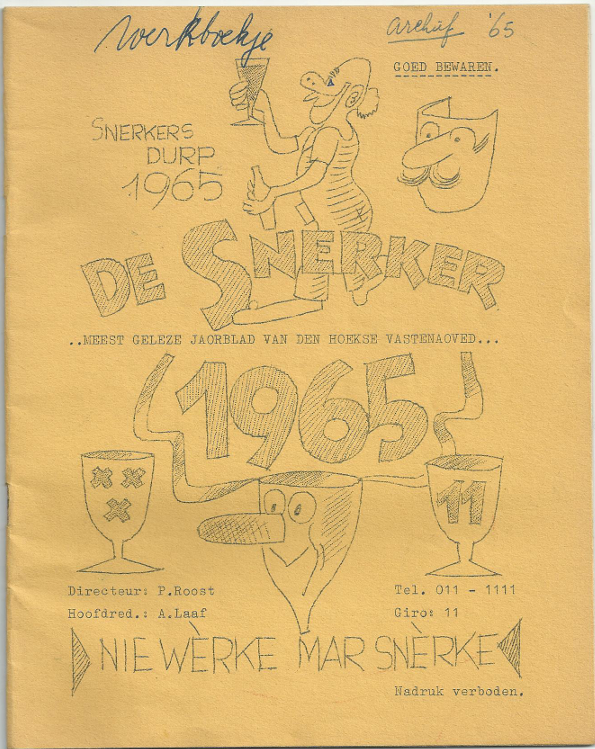 werkboekje
archief '65
GOED BEWAREN.
SNERKERS
DURP
1965
DE SNERKER
..MEEST GELEZE JAORBLAD VAN DEN HOEKSE VASTENAOVED...
1965
11
Directeur: P.Roost
Tel. 011 - 1111
Hoofdred.: A.Laaf
Giro: 11
NIE WÈRKE MAR SNÈRKE
Nadruk verboden.